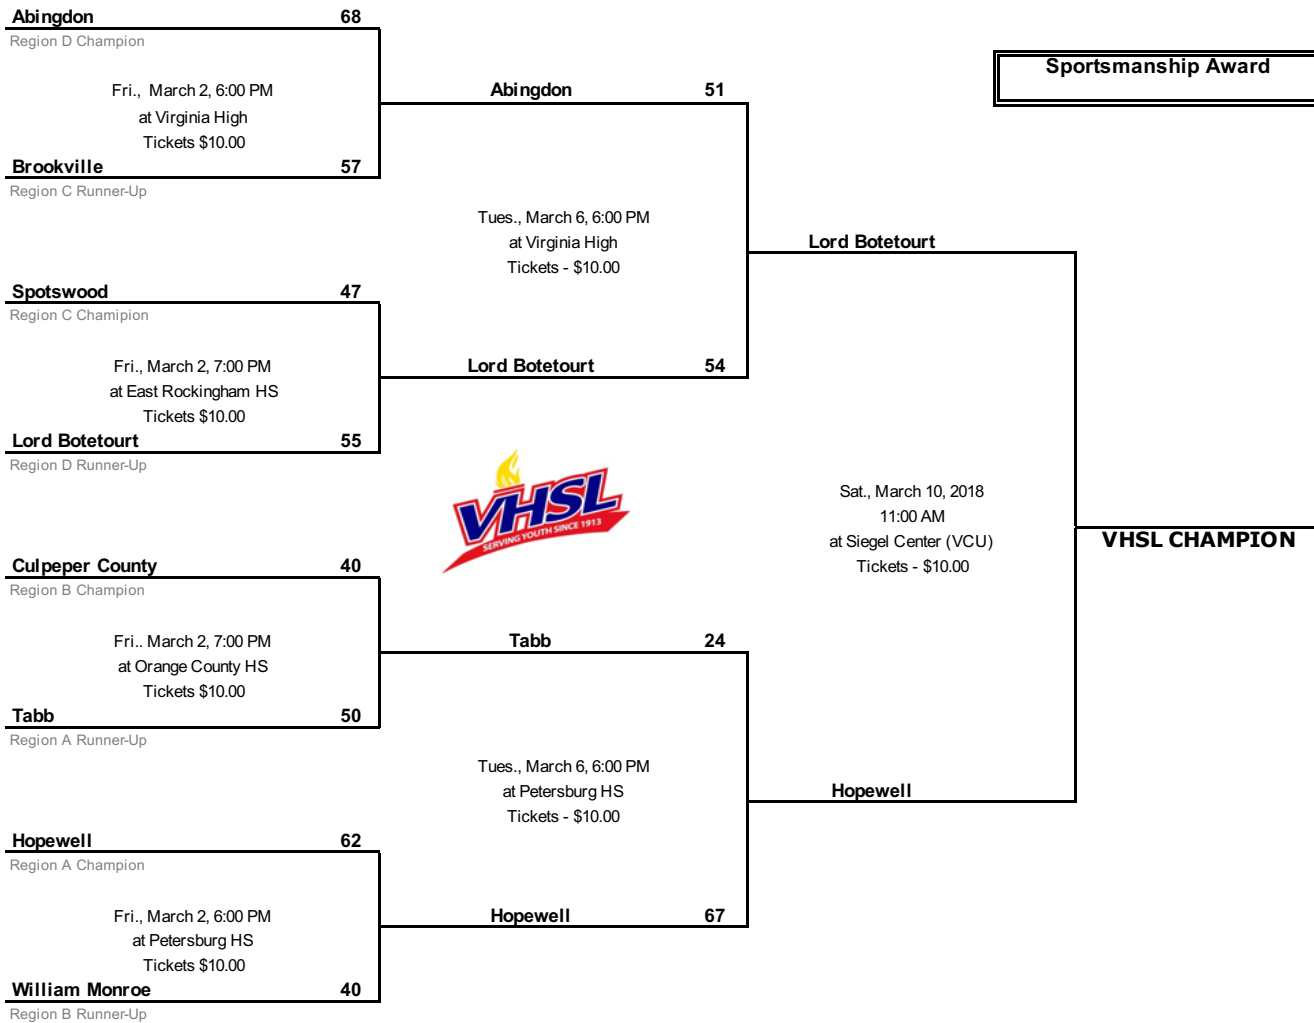 Abingdon 68
Region D Champion
Fri., March 2, 6:00 PM
at Virginia High
Tickets $10.00
Brookville 57
Region C Runner-Up
Spotswood 47
Region C Chamipion
Fri., March 2, 7:00 PM
at East Rockingham HS
Tickets $10.00
Lord Botetourt 55
Region D Runner-Up
Culpeper County 40
Region B Champion
Fri.. March 2, 7:00 PM
at Orange County HS
Tickets $10.00
Tabb 50
Region A Runner-Up
Hopewell 62
Region A Champion
Fri., March 2, 6:00 PM
at Petersburg HS
Tickets $10.00
William Monroe 40
Region B Runner-Up
Abingdon 51
Tues., March 6, 6:00 PM
at Virginia High
Tickets - $10.00
Lord Botetourt 54
VHSL
SERVING YOUTH SINCE 1913
Tabb 24
Tues., March 6, 6:00 PM
at Petersburg HS
Tickets - $10.00
Hopewell 67
Lord Botetourt
Sat., March 10, 2018
11:00 AM
at Siegel Center (VCU)
Tickets - $10.00
Hopewell
Sportsmanship Award
VHSL CHAMPION